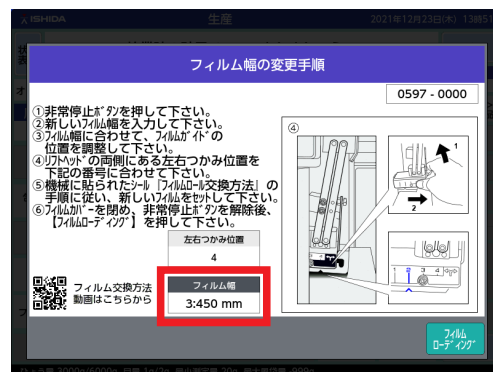 ISHIDA
生産
2021年12月23日(木) 13時51
フィルム幅の変更手順
0597 - 0000
①非常停止ボタンを押して下さい。
②新しいフィルム幅を入力して下さい。
③フィルム幅に合わせて、フィルムガイドの
位置を調整して下さい。
④リフトヘッドの両側にある左右つかみ位置を
下記の番号に合わせて下さい。
⑤機械に貼られたシール『フィルムロール交換方法』の
手順に従い、新しいフィルムをセットして下さい。
⑥フィルムカバーを閉め、非常停止ボタンを解除後、
【フィルムローディング】を押して下さい。
左右つかみ位置
4
フィルム幅
3:450 mm
フィルム交換方法
動画はこちらから
④
1
2
1 2 3 4
フィルム
ローディング